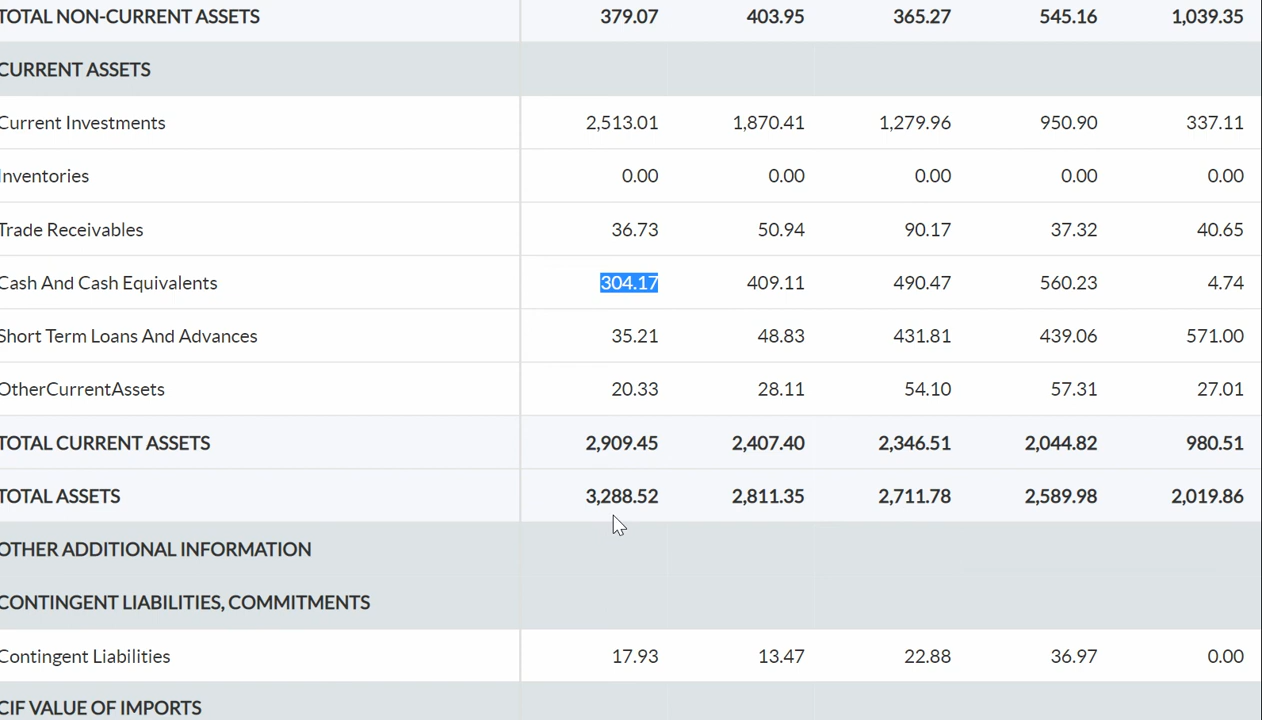 TOTAL NON-CURRENT ASSETS 379.07 403.95 365.27 545.16 1,039.35
CURRENT ASSETS
Current Investments 2,513.01 1,870.41 1,279.96 950.90 337.11
Inventories 0.00 0.00 0.00 0.00 0.00
Trade Receivables 36.73 50.94 90.17 37.32 40.65
Cash And Cash Equivalents 304.17 409.11 490.47 560.23 4.74
Short Term Loans And Advances 35.21 48.83 431.81 439.06 571.00
OtherCurrentAssets 20.33 28.11 54.10 57.31 27.01
TOTAL CURRENT ASSETS 2,909.45 2,407.40 2,346.51 2,044.82 980.51
TOTAL ASSETS 3,288.52 2,811.35 2,711.78 2,589.98 2,019.86
OTHER ADDITIONAL INFORMATION
CONTINGENT LIABILITIES, COMMITMENTS
Contingent Liabilities 17.93 13.47 22.88 36.97 0.00
CIF VALUE OF IMPORTS